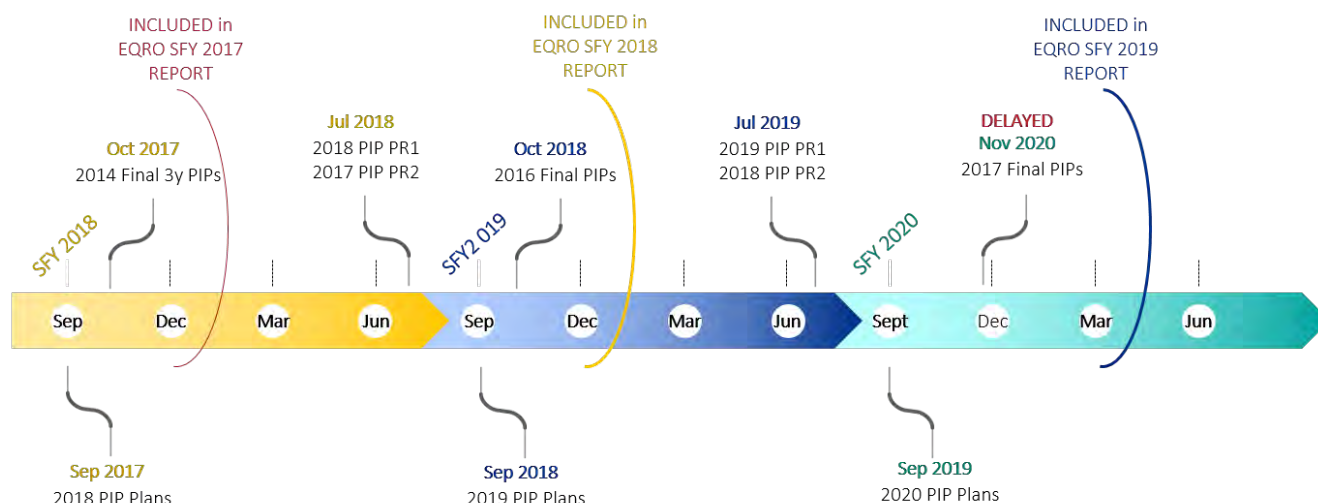 INCLUDED in
EQRO SFY 2017
REPORT
INCLUDED in
EQRO SFY 2018
REPORT
INCLUDED in
EQRO SFY 2019
REPORT
Oct 2017
2014 Final 3y PIPs
Jul 2018
2018 PIP PR1
2017 PIP PR2
Oct 2018
2016 Final PIPs
Jul 2019
2019 PIP PR1
2018 PIP PR2
DELAYED
Nov 2020
2017 Final PIPs
SFY 2018
SFY2 019
SFY 2020
Sep Dec Mar Jun Sep Dec Mar Jun Sept Dec Mar Jun
Sep 2017
2018 PIP Plans
Sep 2018
2019 PIP Plans
Sep 2019
2020 PIP Plans